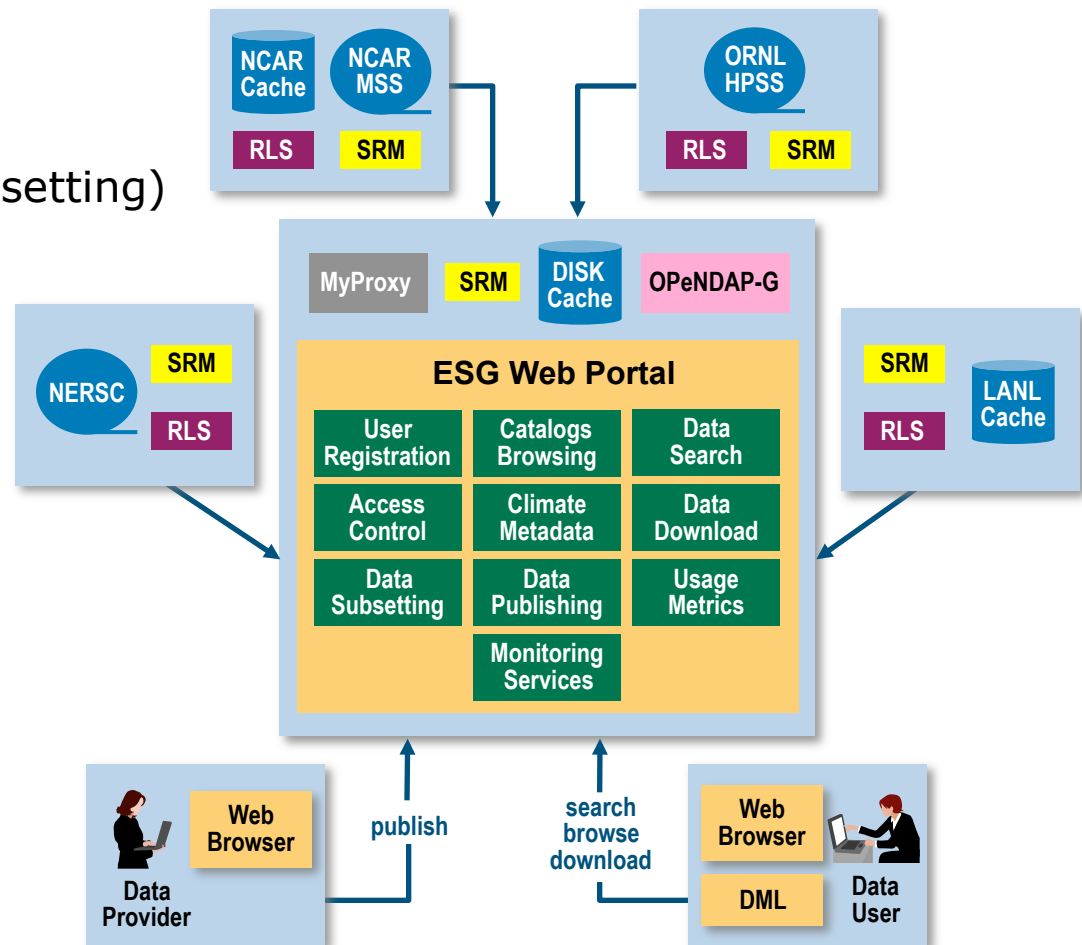 NCAR
Cache
NCAR
MSS
RLS
SRM
ORNL
HPSS
RLS
SRM
setting)
MyProxy
SRM
DISK
Cache
OPeNDAP-G
NERSC
SRM
RLS
SRM
RLS
LANL
Cache
ESG Web Portal
User
Registration
Catalogs
Browsing
Data
Search
Access
Control
Climate
Metadata
Data
Download
Data
Subsetting
Data
Publishing
Usage
Metrics
Monitoring
Services
Web
Browser
Data
Provider
publish
search
browse
download
Web
Browser
DML
Data
User